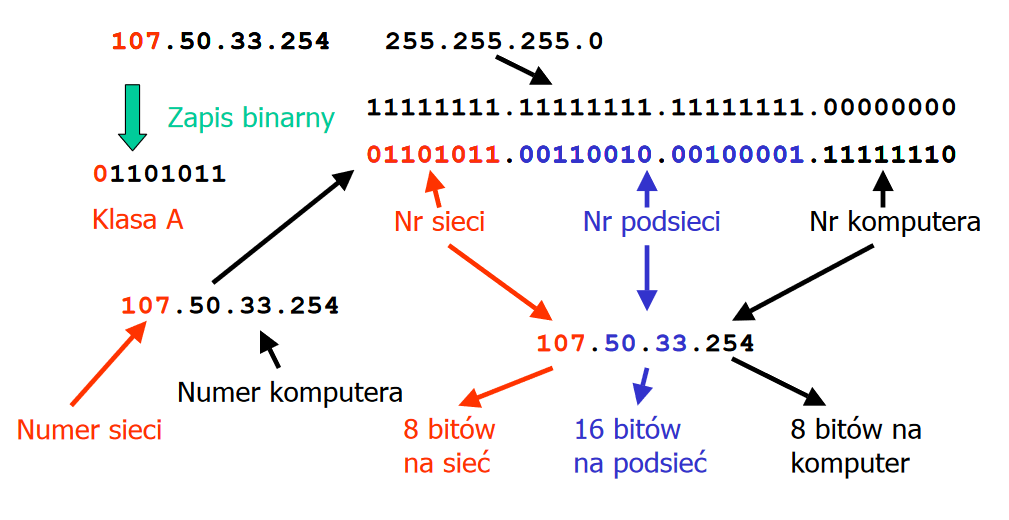 107.50.33.254 255.255.255.0
Zapis binarny
11111111.11111111.11111111.00000000
01101011.00110010.00100001.11111110
01101011
Klasa A
Nr sieci
Nr podsieci
Nr komputera
107.50.33.254
107.50.33.254
Numer komputera
Numer sieci
8 bitów
na sieć
16 bitów
na podsieć
8 bitów na
komputer